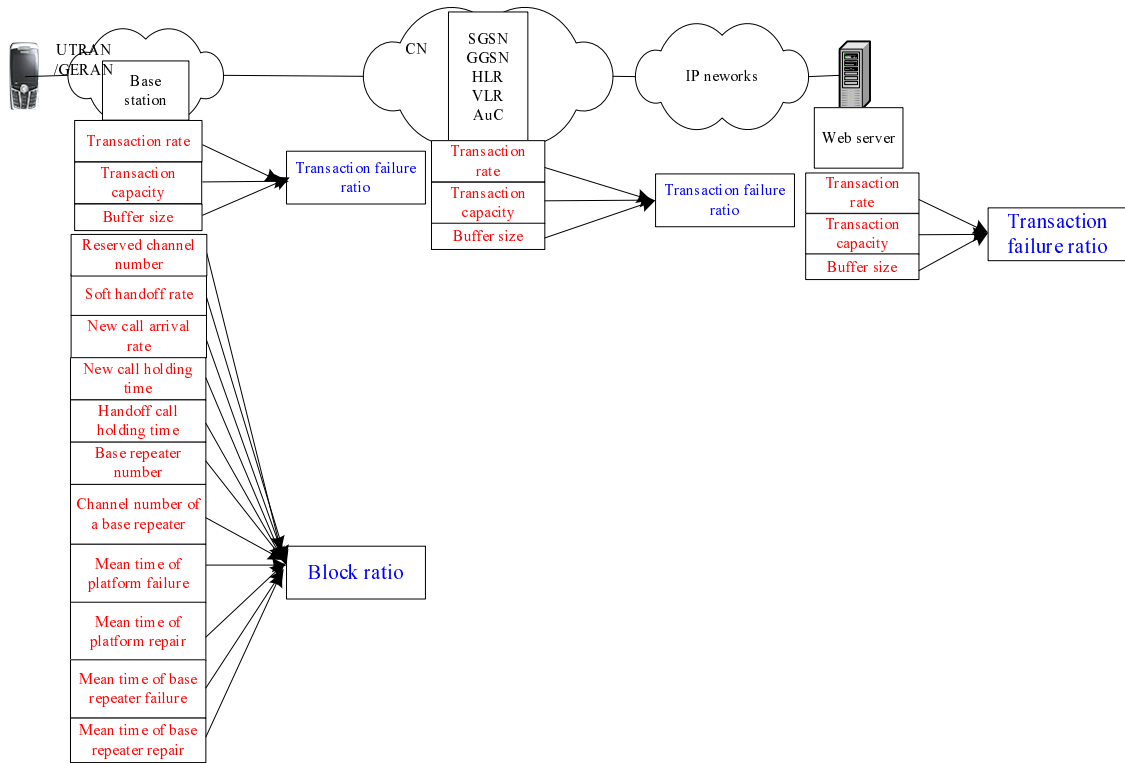 UTRAN
/GERAN
Base
station
CN
SGSN
GGSN
HLR
VLR
AuC
IP neworks
Web server
Transaction rate
Transaction
capacity
Buffer size
Transaction failure
ratio
Transaction
rate
Transaction
capacity
Buffer size
Transaction failure
ratio
Transaction
rate
Transaction
capacity
Buffer size
Transaction
failure ratio
Reserved channel
number
Soft handoff rate
New call arrival
rate
New call holding
time
Handoff call
holding time
Base repeater
number
Channel number of
a base repeater
Mean time of
platform failure
Mean time of
platform repair
Mean time of base
repeater failure
Mean time of base
repeater repair
Block ratio